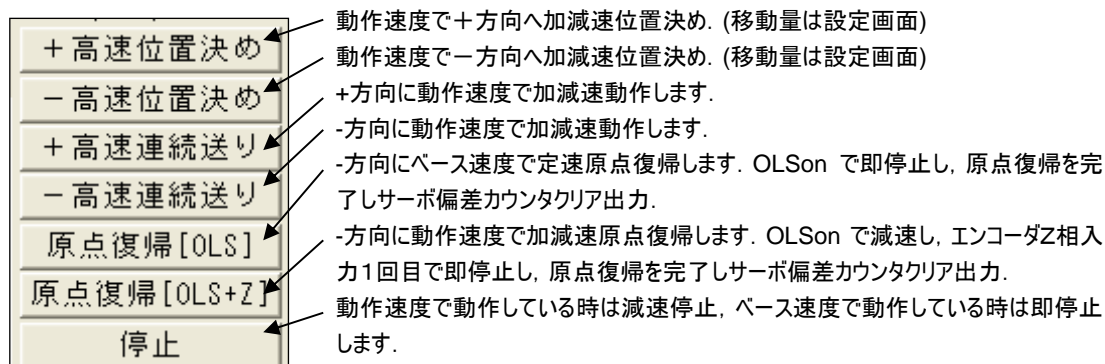 +高速位置決め
-高速位置決め
+高速連続送り
-高速連続送り
原点復帰[OLS]
原点復帰[OLS+Z]
停止
動作速度で+方向へ加減速位置決め. (移動量は設定画面)
動作速度で-方向へ加減速位置決め. (移動量は設定画面)
+方向に動作速度で加減速動作します.
-方向に動作速度で加減速動作します.
-方向にベース速度で定速原点復帰します. OLSon で即停止し, 原点復帰を完
了しサーボ偏差カウンタクリア出力.
-方向に動作速度で加減速原点復帰します. OLSon で減速し, エンコーダZ相入
力1回目で即停止し, 原点復帰を完了しサーボ偏差カウンタクリア出力.
動作速度で動作している時は減速停止, ベース速度で動作している時は即停止
します.